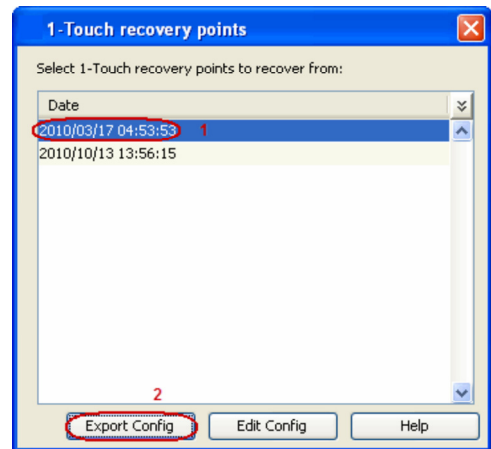 1-Touch recovery points
Select 1-Touch recovery points to recover from:
Date
2010/03/17 04:53:53 1
2010/10/13 13:56:15
2
Export Config Edit Config Help